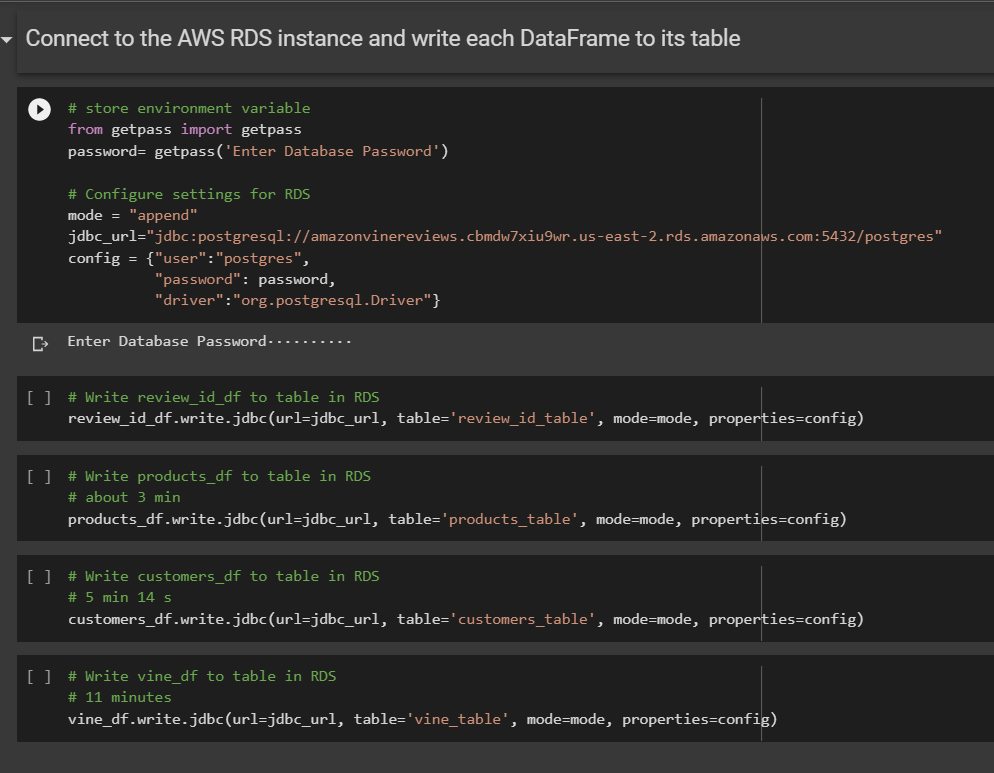 Connect to the AWS RDS instance and write each DataFrame to its table
# store environment variable
from getpass import getpass
password= getpass('Enter Database Password')
# Configure settings for RDS
mode = "append"
jdbc_url="jdbc:postgresql://amazonvinereviews.cbmdw7xiu9wr.us-east-2.rds.amazonaws.com:5432/postgres"
config = {"user":"postgres",
"password": password,
"driver":"org.postgresql.Driver"}
Enter Database Password··········
[ ] # Write review_id_df to table in RDS
review_id_df.write.jdbc(url=jdbc_url, table='review_id_table', mode=mode, properties=config)
[ ] # Write products_df to table in RDS
# about 3 min
products_df.write.jdbc(url=jdbc_url, table='products_table', mode=mode, properties=config)
[ ] # Write customers_df to table in RDS
# 5 min 14 s
customers_df.write.jdbc(url=jdbc_url, table='customers_table', mode=mode, properties=config)
[ ] # Write vine_df to table in RDS
# 11 minutes
vine_df.write.jdbc(url=jdbc_url, table='vine_table', mode=mode, properties=config)